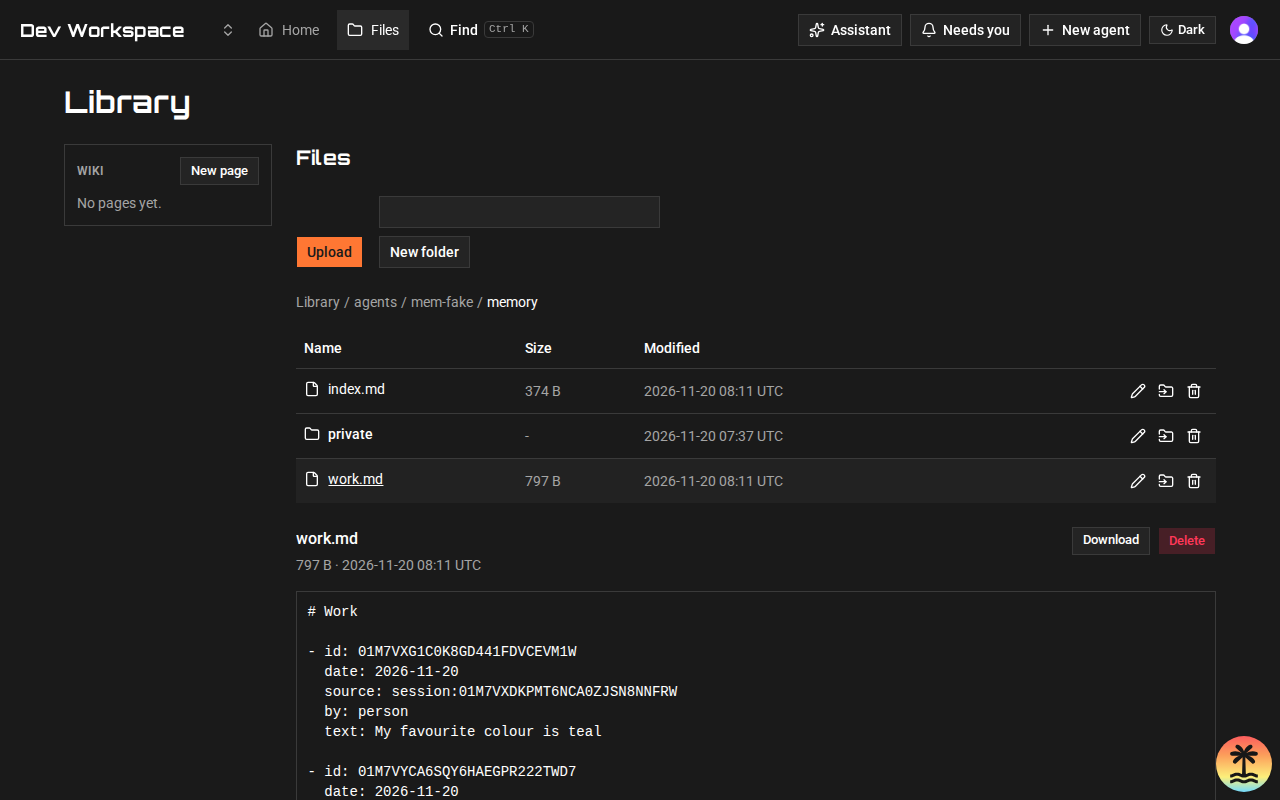 Dev Workspace
Home
Files
Find Ctrl K
Assistant
Needs you
New agent
Dark
Library
WIKI
New page
No pages yet.
Files
Upload
New folder
Library / agents / mem-fake / memory
Name Size Modified
index.md 374 B 2026-11-20 08:11 UTC
private - 2026-11-20 07:37 UTC
work.md 797 B 2026-11-20 08:11 UTC
work.md
Download
Delete
797 B · 2026-11-20 08:11 UTC
# Work
- id: 01M7VXG1C0K8GD441FDVCEVM1W
date: 2026-11-20
source: session:01M7VXDKPMT6NCA0ZJSN8NNFRW
by: person
text: My favourite colour is teal
- id: 01M7VYCA6SQY6HAEGPR222TWD7
date: 2026-11-20